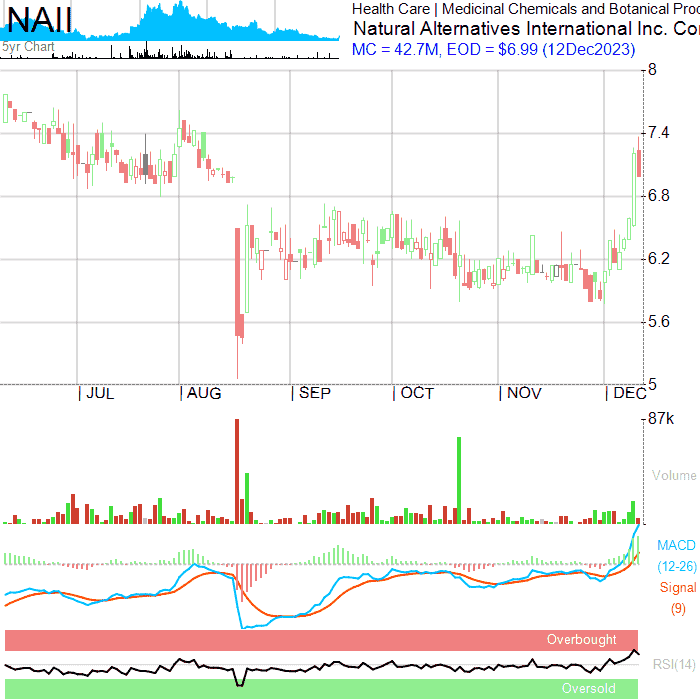 NAII
5yr Chart
Health Care | Medicinal Chemicals and Botanical Prod
Natural Alternatives International Inc. Con
MC = 42.7M, EOD = $6.99 (12Dec2023)
8
7.4
6.8
6.2
5.6
5
| JUL | AUG | SEP | OCT | NOV | DEC
87k
Volume
MACD
(12-26)
Signal
(9)
Overbought
RSI(14)
Oversold